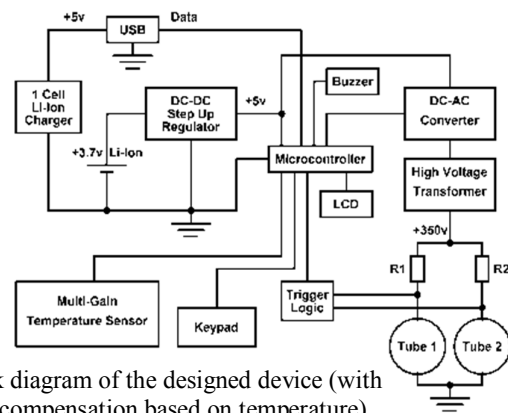 +5v
USB
Data
1 Cell
LI-Ion
Charger
DC-DC
Step Up
Regulator
+5v
Buzzer
DC-AC
Converter
+3.7v Li-Ion
Microcontroller
LCD
High Voltage
Transformer
+350v
R1
R2
Multi-Gain
Temperature Sensor
Keypad
Trigger
Logic
Tube 1
Tube 2
diagram of the designed device (with
compensation based on temperature)